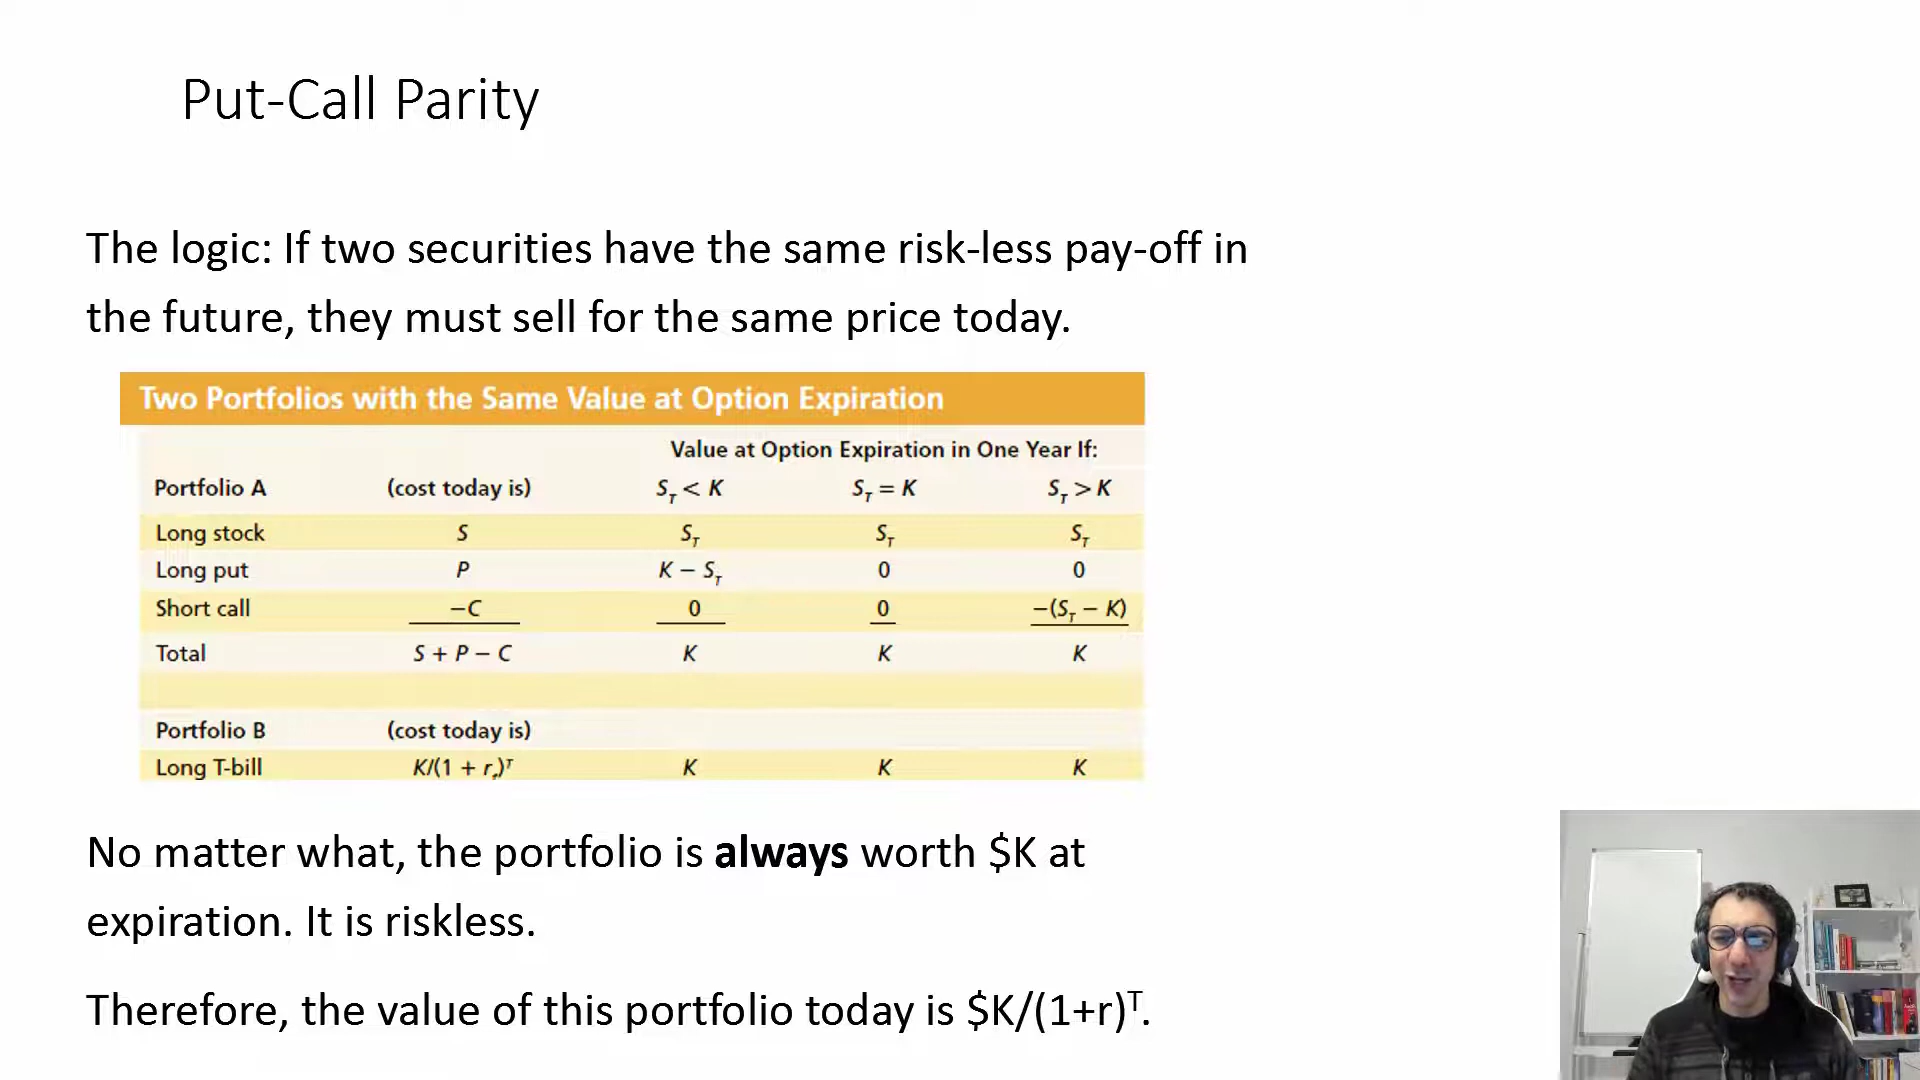 Put-Call Parity
The logic: If two securities have the same risk-less pay-off in
the future, they must sell for the same price today.
Two Portfolios with the Same Value at Option Expiration
Value at Option Expiration in One Year If:
Portfolio A (cost today is) S_T < K S_T = K S_T > K
Long stock S S_T S_T S_T
Long put P K − S_T 0 0
Short call −C 0 0 −(S_T − K)
Total S + P − C K K K
Portfolio B (cost today is)
Long T-bill K/(1 + r_f)^T K K K
No matter what, the portfolio is always worth $K at
expiration. It is riskless.
Therefore, the value of this portfolio today is $K/(1+r)^T.